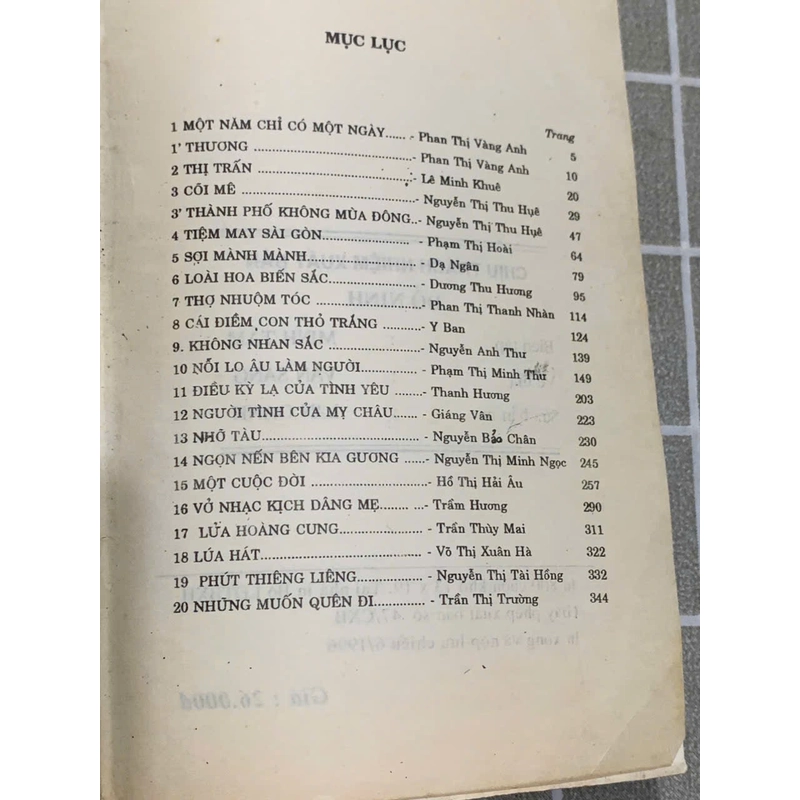 MỤC LỤC
Trang
1 MỘT NĂM CHỈ CÓ MỘT NGÀY...... - Phan Thị Vàng Anh 5
1' THƯƠNG ................................ - Phan Thị Vàng Anh 10
2 THỊ TRẤN ................................ - Lê Minh Khuê 20
3 CÕI MÊ ................................ - Nguyễn Thị Thu Huệ 29
3' THÀNH PHỐ KHÔNG MÙA ĐÔNG.. - Nguyễn Thị Thu Huệ 47
4 TIỆM MAY SÀI GÒN................. - Phạm Thị Hoài 64
5 SỢI MÀNH MÀNH.................... - Dạ Ngân 79
6 LOÀI HOA BIẾN SẮC................ - Dương Thu Hương 95
7 THỢ NHUỘM TÓC ................... - Phan Thị Thanh Nhàn 114
8 CÁI ĐIỂM CON THỎ TRẮNG ....... - Y Ban 124
9. KHÔNG NHAN SẮC ................. - Nguyễn Anh Thư 139
10 NỖI LO ÂU LÀM NGƯỜI........... - Phạm Thị Minh Thư 149
11 ĐIỀU KỲ LẠ CỦA TÌNH YÊU ..... - Thanh Hương 203
12 NGƯỜI TÌNH CỦA MỴ CHÂU...... - Giáng Vân 223
13 NHỠ TÀU............................. - Nguyễn Bảo Chân 230
14 NGỌN NẾN BÊN KIA GƯƠNG ..... - Nguyễn Thị Minh Ngọc 245
15 MỘT CUỘC ĐỜI ..................... - Hồ Thị Hải Âu 257
16 VỞ NHẠC KỊCH DÂNG MẸ........ ... - Trầm Hương 290
17 LỬA HOÀNG CUNG................. - Trần Thùy Mai 311
18 LÚA HÁT............................. - Võ Thị Xuân Hà 322
19 PHÚT THIÊNG LIÊNG............... - Nguyễn Thị Tài Hồng 332
20 NHỮNG MUỐN QUÊN ĐI............ - Trần Thị Trường 344
Giá : 26.000đ